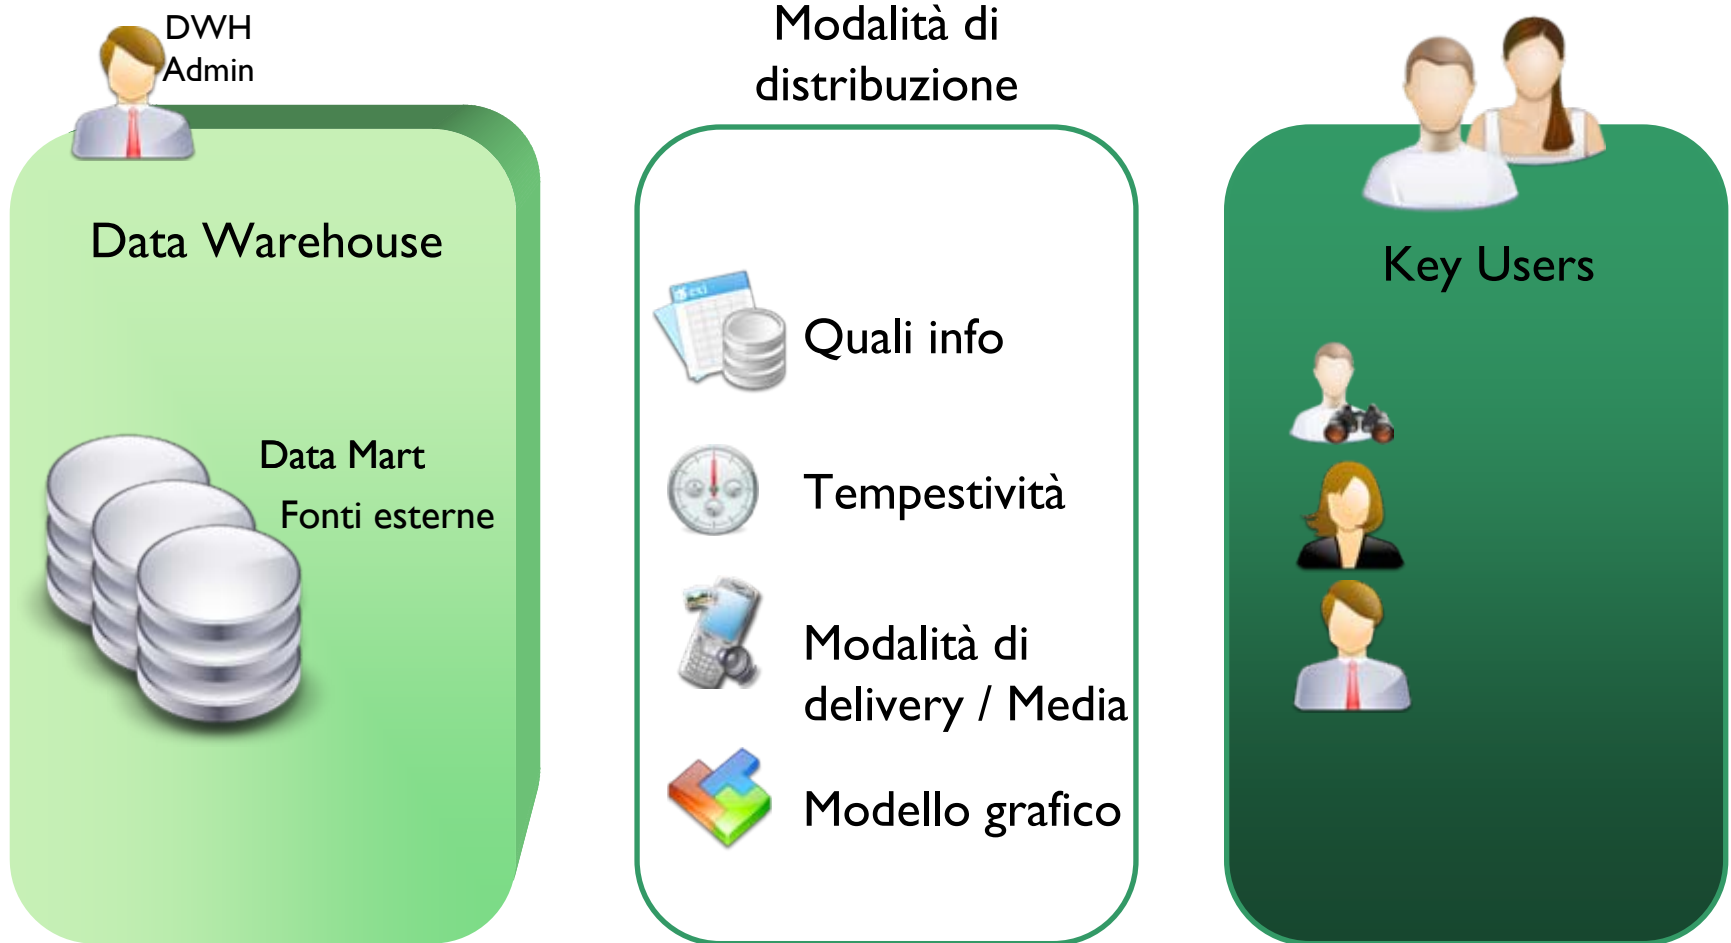 DWH
Admin
Data Warehouse
Data Mart
Fonti esterne
Modalità di
distribuzione
Quali info
Tempestività
Modalità di
delivery / Media
Modello grafico
Key Users